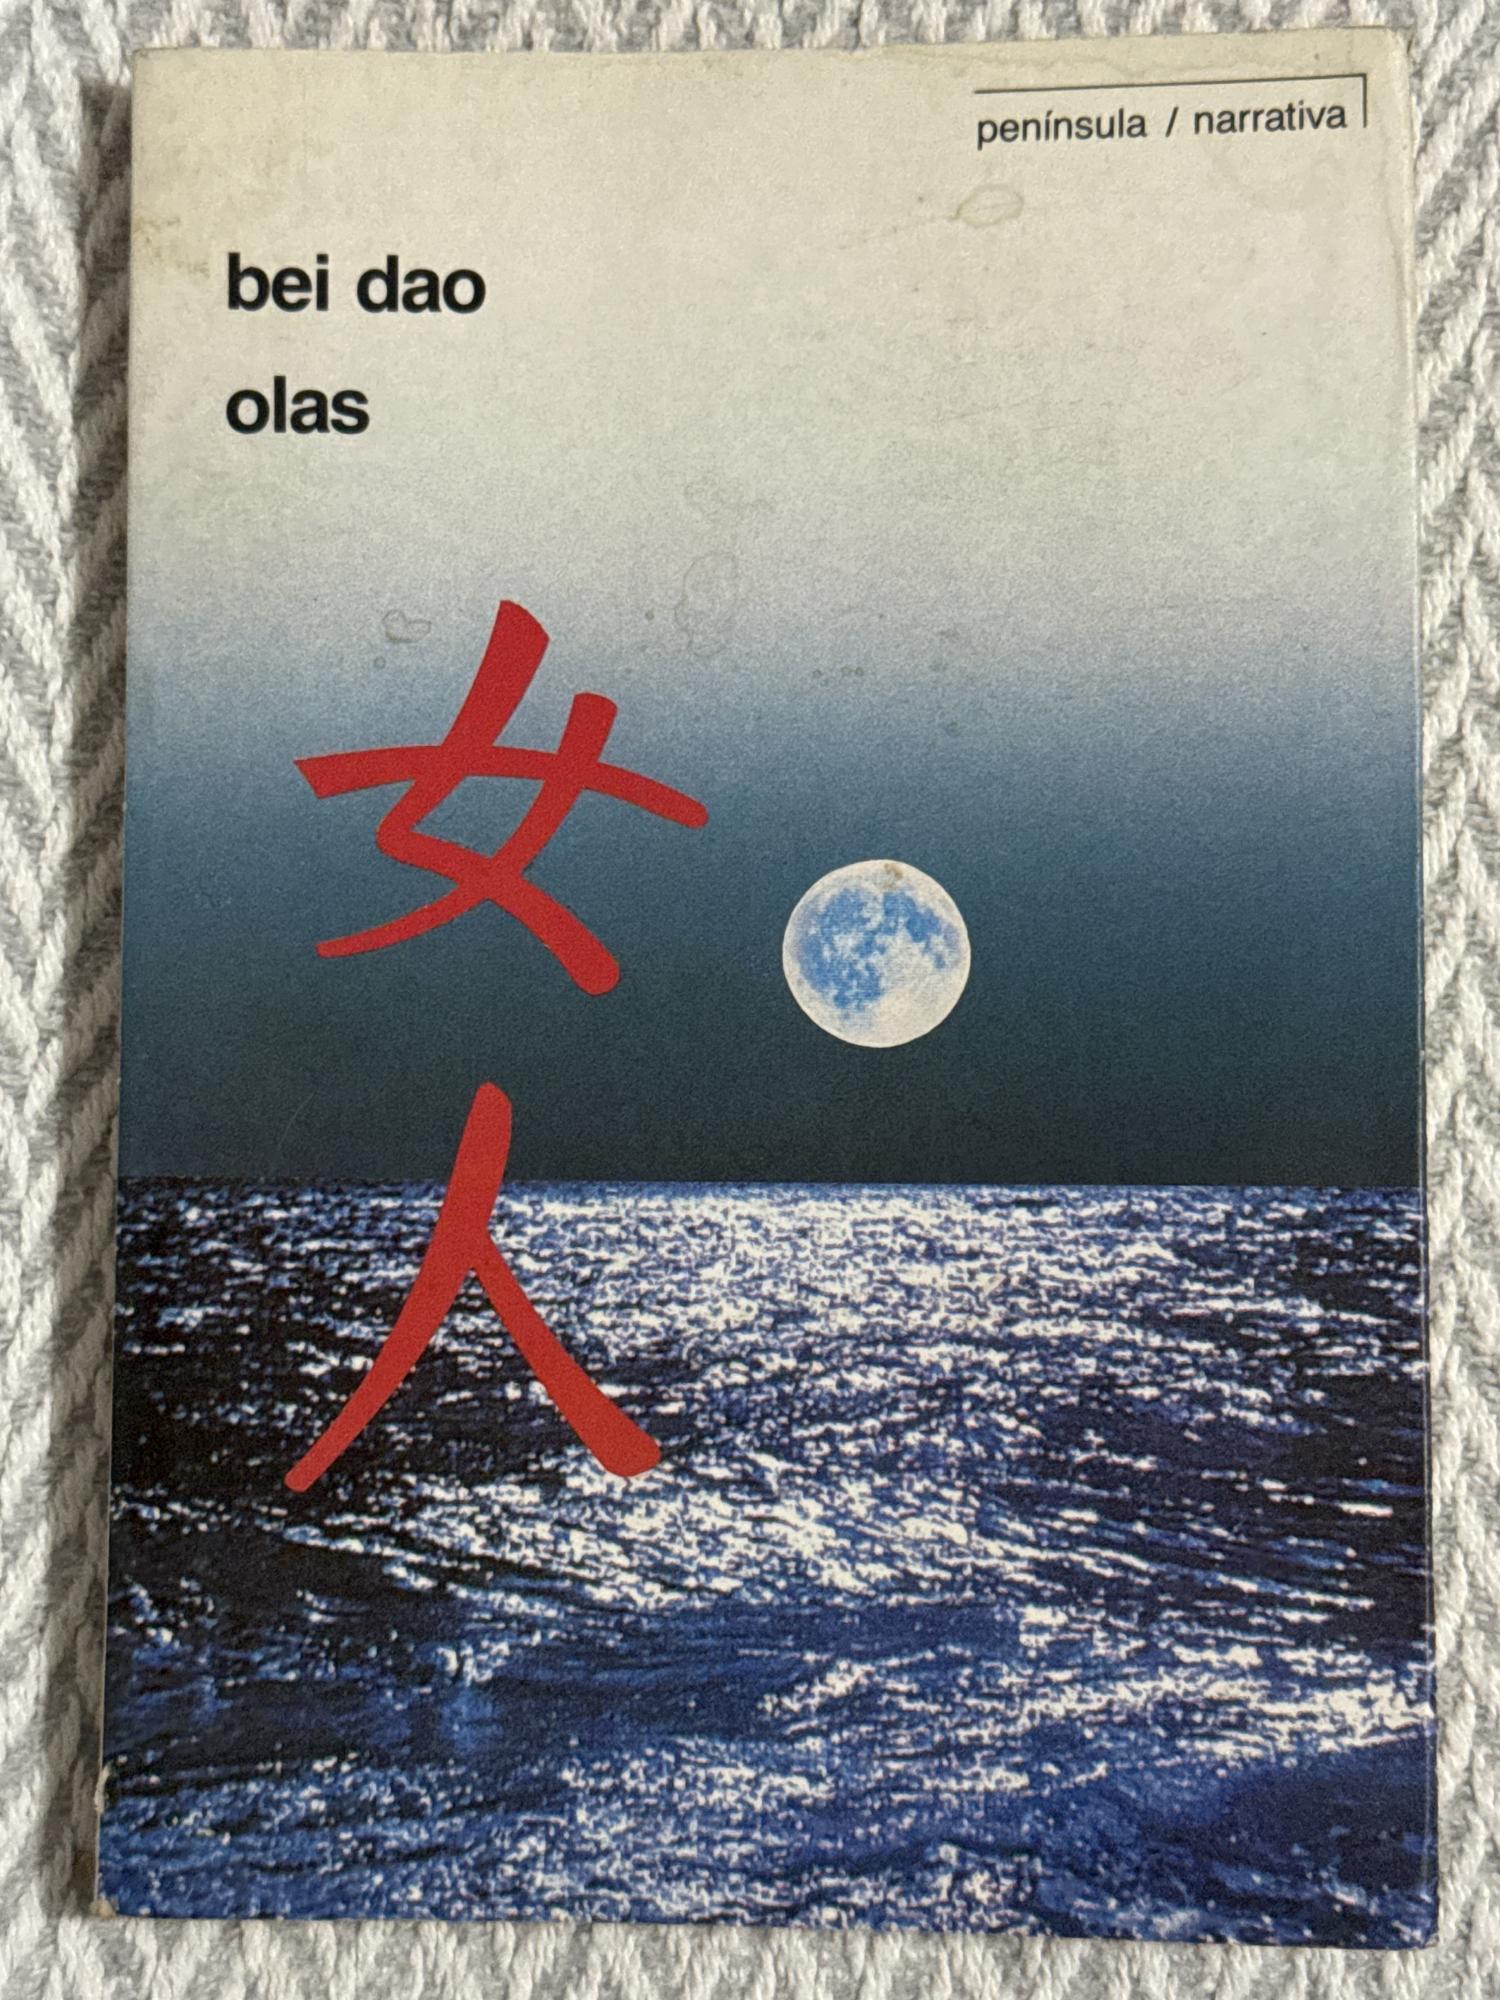 península / narrativa
bei dao
olas
女
人